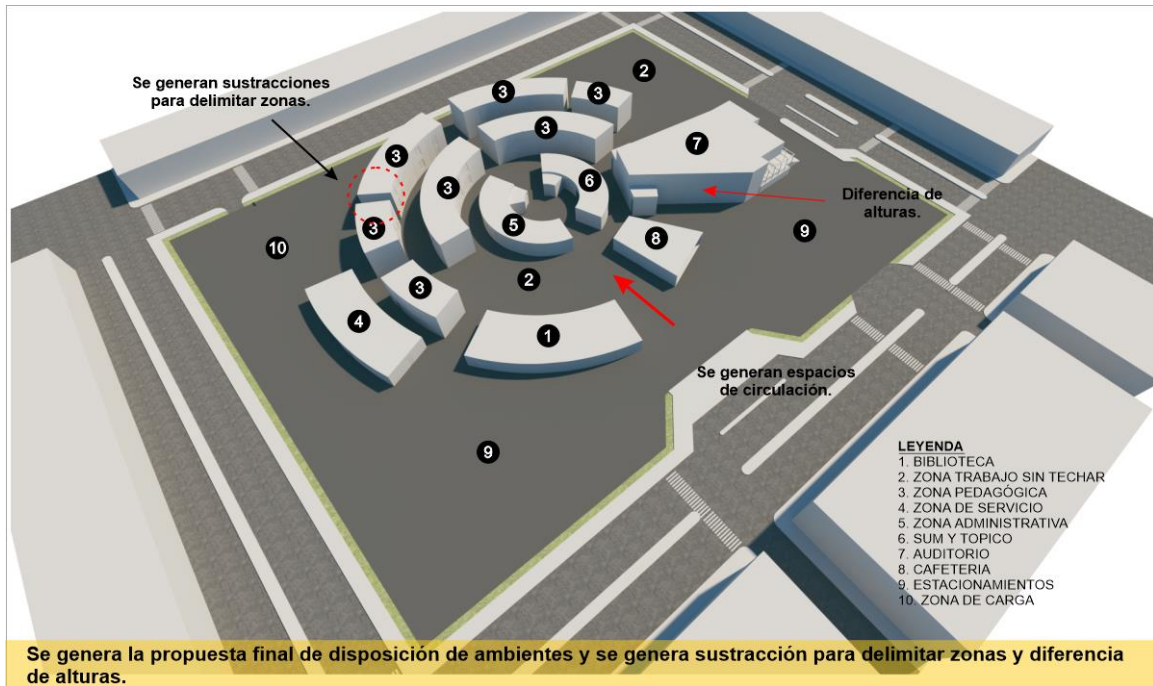 Se generan sustracciones
para delimitar zonas.
2
3
3
3
7
3
6
3
Diferencia de
alturas.
5
3
8
9
10
2
3
4
1
Se generan espacios
de circulación.
9
LEYENDA
1. BIBLIOTECA
2. ZONA TRABAJO SIN TECHAR
3. ZONA PEDAGÓGICA
4. ZONA DE SERVICIO
5. ZONA ADMINISTRATIVA
6. SUM Y TOPICO
7. AUDITORIO
8. CAFETERIA
9. ESTACIONAMIENTOS
10. ZONA DE CARGA
Se genera la propuesta final de disposición de ambientes y se genera sustracción para delimitar zonas y diferencia
de alturas.